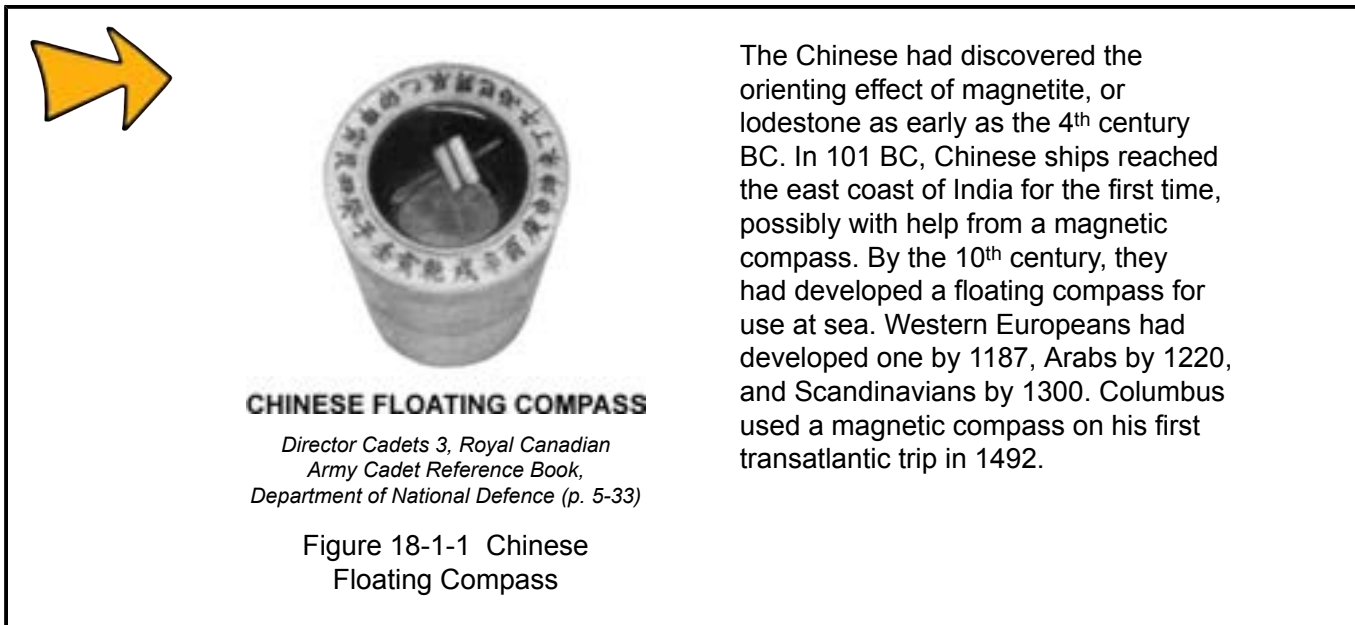 The Chinese had discovered the
orienting effect of magnetite, or
lodestone as early as the 4th century
BC. In 101 BC, Chinese ships reached
the east coast of India for the first time,
possibly with help from a magnetic
compass. By the 10th century, they
had developed a floating compass for
use at sea. Western Europeans had
developed one by 1187, Arabs by 1220,
and Scandinavians by 1300. Columbus
used a magnetic compass on his first
transatlantic trip in 1492.
CHINESE FLOATING COMPASS
Director Cadets 3, Royal Canadian
Army Cadet Reference Book,
Department of National Defence (p. 5-33)
Figure 18-1-1 Chinese
Floating Compass